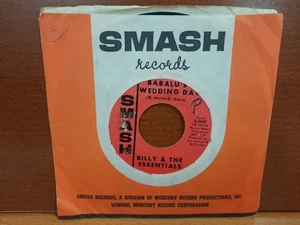 SMASH
records
BABALU'S
WEDDING DAY
SMASH
BILLY & THE
ESSENTIALS
SMASH RECORDS, A DIVISION OF MERCURY RECORD PRODUCTIONS, INC.
VENDOR, MERCURY RECORD CORPORATION